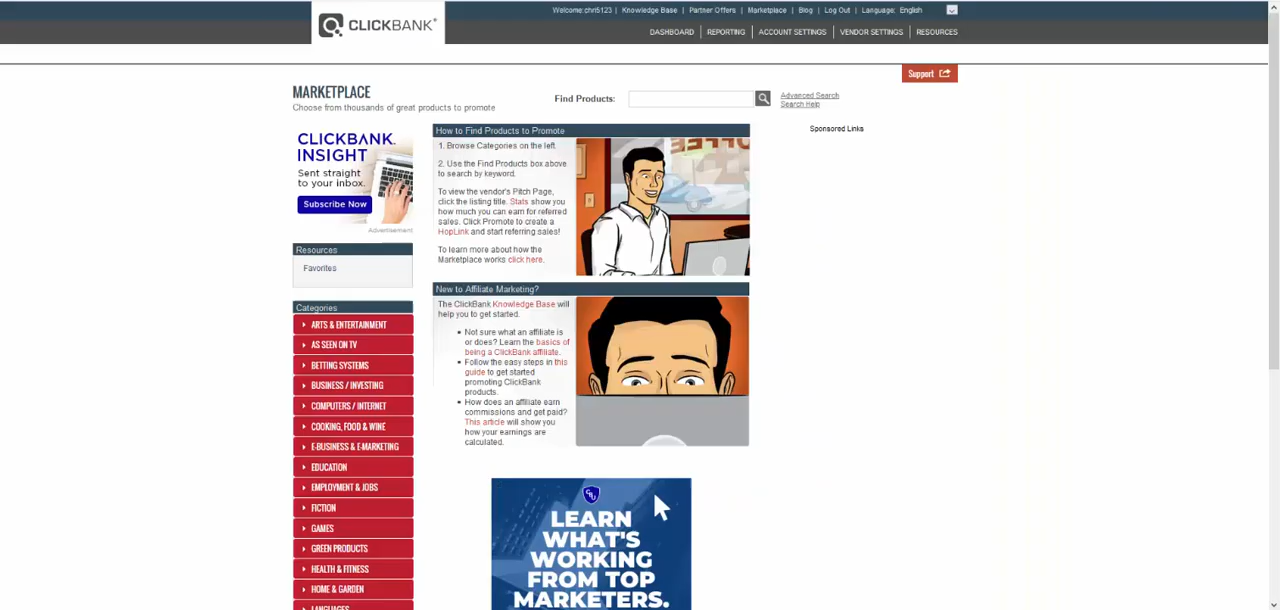 Welcome:chri5123 | Knowledge Base | Partner Offers | Marketplace | Blog | Log Out | Language: English
CLICKBANK®
DASHBOARD | REPORTING | ACCOUNT SETTINGS | VENDOR SETTINGS | RESOURCES
Support
MARKETPLACE
Choose from thousands of great products to promote
Find Products:
Advanced Search
Search Help
CLICKBANK
INSIGHT
Sent straight
to your inbox.
Subscribe Now
Advertisement
Resources
Favorites
Categories
ARTS & ENTERTAINMENT
AS SEEN ON TV
BETTING SYSTEMS
BUSINESS / INVESTING
COMPUTERS / INTERNET
COOKING, FOOD & WINE
E-BUSINESS & E-MARKETING
EDUCATION
EMPLOYMENT & JOBS
FICTION
GAMES
GREEN PRODUCTS
HEALTH & FITNESS
HOME & GARDEN
LANGUAGES
How to Find Products to Promote
1. Browse Categories on the left.
2. Use the Find Products box above
to search by keyword.
To view the vendor's Pitch Page,
click the listing title. Stats show you
how much you can earn for referred
sales. Click Promote to create a
HopLink and start referring sales!
To learn more about how the
Marketplace works click here.
New to Affiliate Marketing?
The ClickBank Knowledge Base will
help you to get started.
• Not sure what an affiliate is
or does? Learn the basics of
being a ClickBank affiliate.
• Follow the easy steps in this
guide to get started
promoting ClickBank
products.
• How does an affiliate earn
commissions and get paid?
This article will show you
how your earnings are
calculated.
LEARN
WHAT'S
WORKING
FROM TOP
MARKETERS.
Sponsored Links